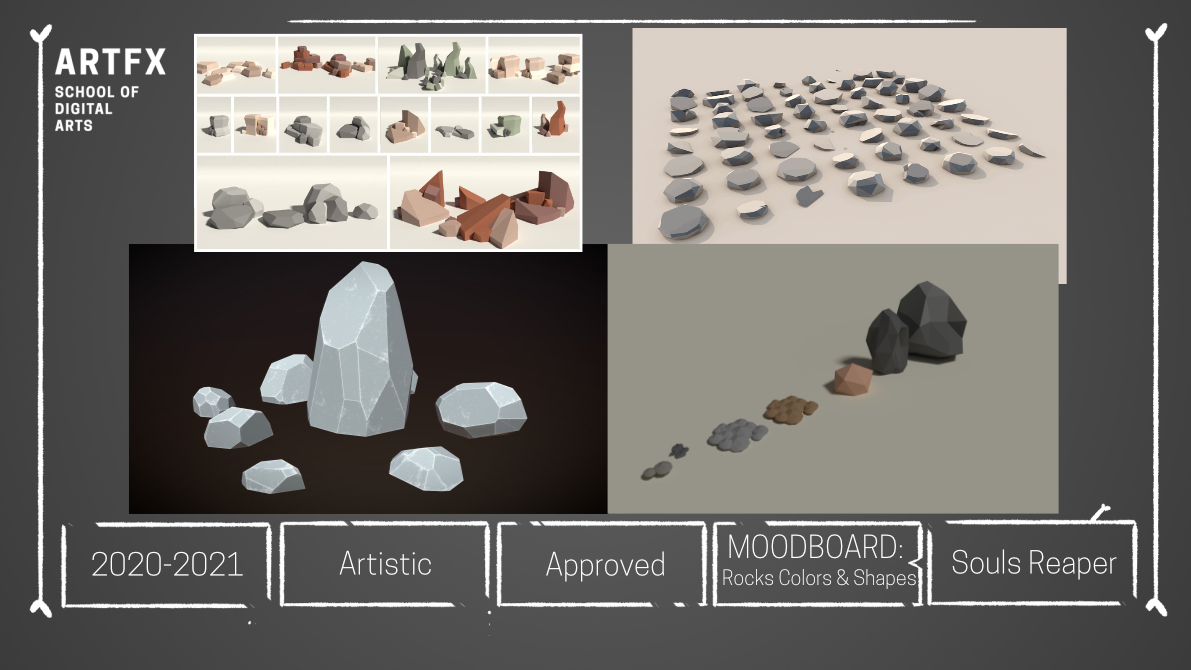 ARTFX
SCHOOL OF
DIGITAL
ARTS
2020-2021
Artistic
Approved
MOODBOARD:
Rocks Colors & Shapes
Souls Reaper